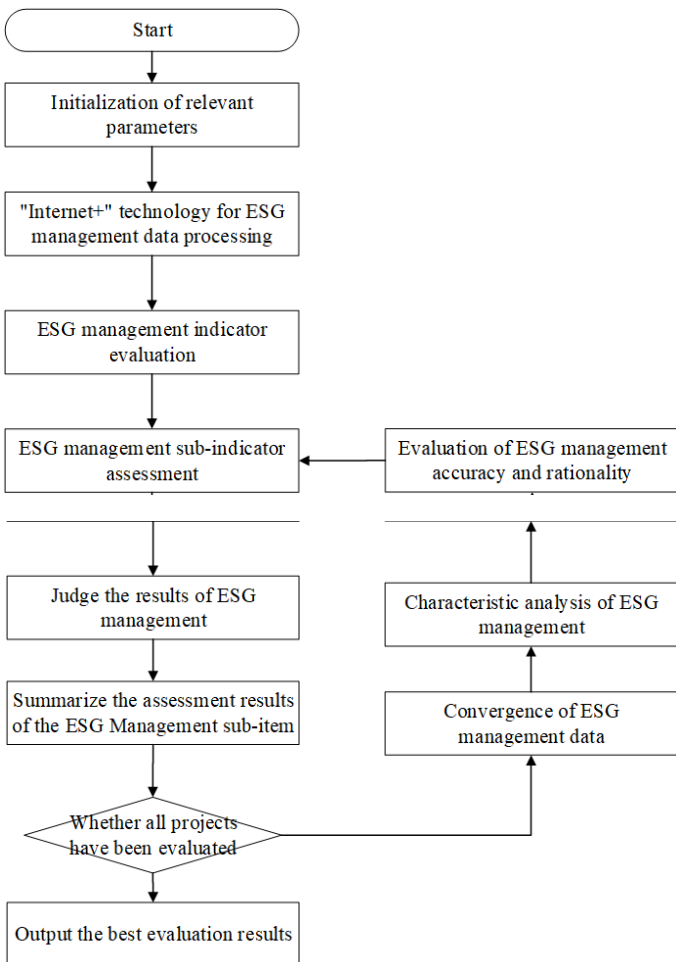 Start
Initialization of relevant
parameters
"Internet+" technology for ESG
management data processing
ESG management indicator
evaluation
ESG management sub-indicator
assessment
Evaluation of ESG management
accuracy and rationality
Judge the results of ESG
management
Characteristic analysis of ESG
management
Summarize the assessment results
of the ESG Management sub-item
Convergence of ESG
management data
Whether all projects
have been evaluated
Output the best evaluation results